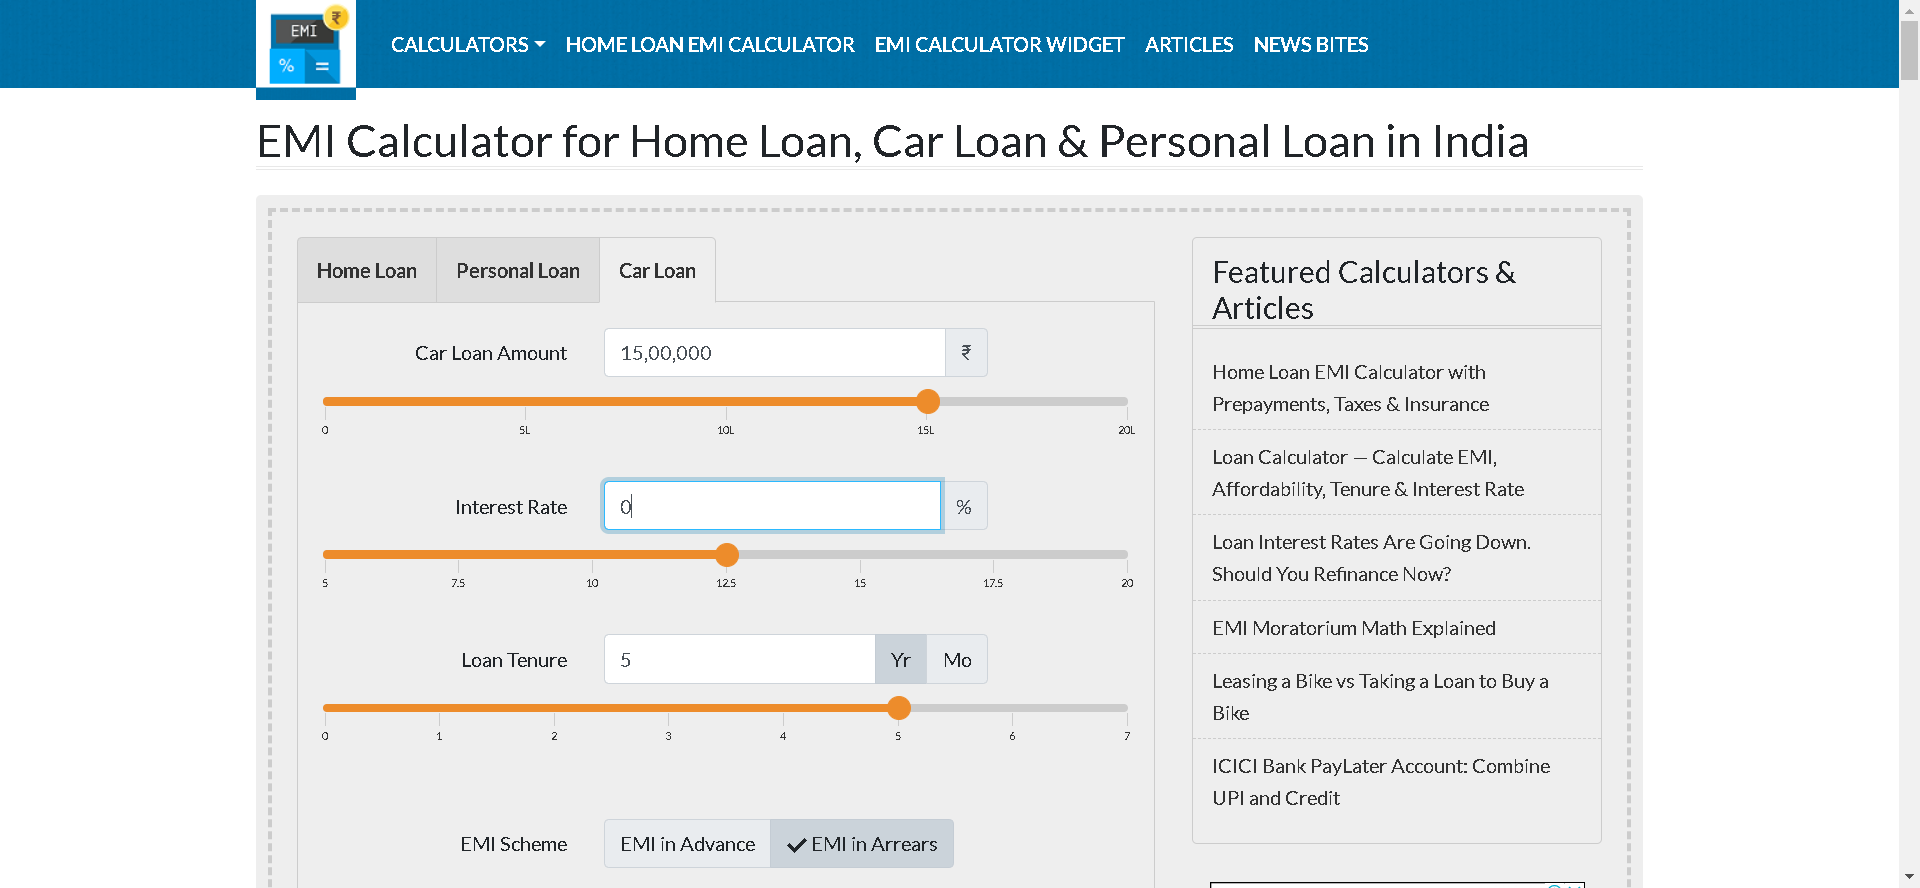 EMI
₹
%
=
CALCULATORS
HOME LOAN EMI CALCULATOR
EMI CALCULATOR WIDGET
ARTICLES
NEWS BITES
EMI Calculator for Home Loan, Car Loan & Personal Loan in India
Home Loan
Personal Loan
Car Loan
Car Loan Amount
15,00,000
₹
0
5L
10L
15L
20L
Interest Rate
0
%
5
7.5
10
12.5
15
17.5
20
Loan Tenure
5
Yr
Mo
0
1
2
3
4
5
6
7
EMI Scheme
EMI in Advance
EMI in Arrears
Featured Calculators &
Articles
Home Loan EMI Calculator with
Prepayments, Taxes & Insurance
Loan Calculator — Calculate EMI,
Affordability, Tenure & Interest Rate
Loan Interest Rates Are Going Down.
Should You Refinance Now?
EMI Moratorium Math Explained
Leasing a Bike vs Taking a Loan to Buy a
Bike
ICICI Bank PayLater Account: Combine
UPI and Credit